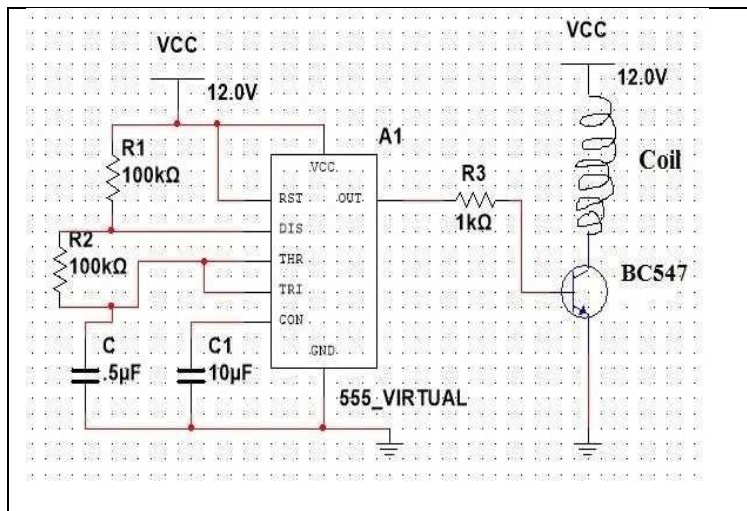 VCC
12.0V
R1
100kΩ
R2
100kΩ
C
.5µF
C1
10µF
A1
VCC
RST
OUT
DIS
THR
TRI
CON
GND
555_VIRTUAL
R3
1kΩ
VCC
12.0V
Coil
BC547